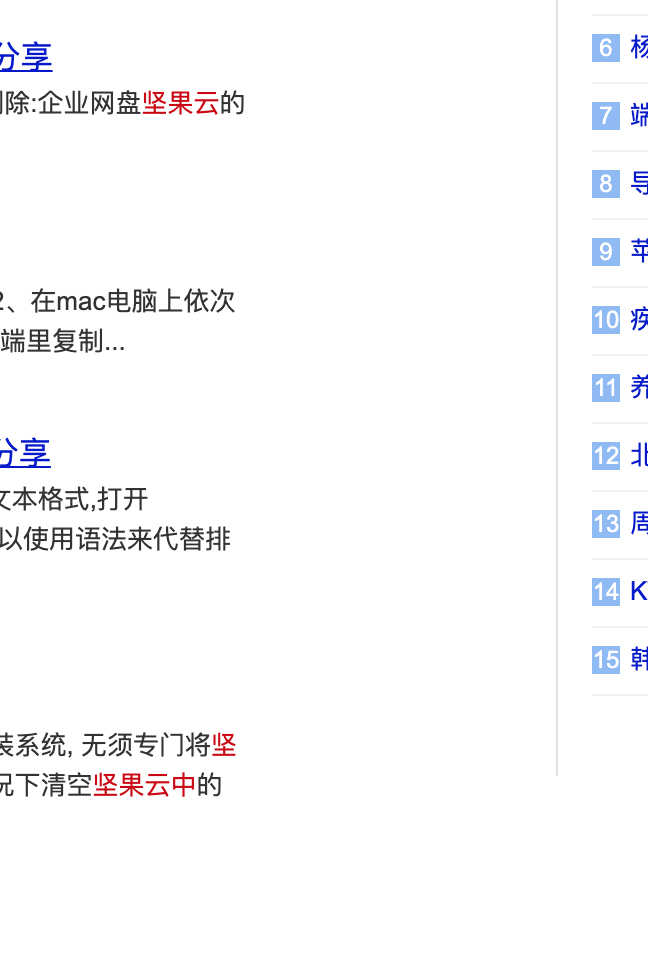 分享
除:企业网盘坚果云的
2、在mac电脑上依次
端里复制...
分享
文本格式,打开
以使用语法来代替排
装系统, 无须专门将坚
况下清空坚果云中的
6 杨
7 端
8 导
9 苹
10 疾
11 养
12 北
13 周
14 K
15 韩